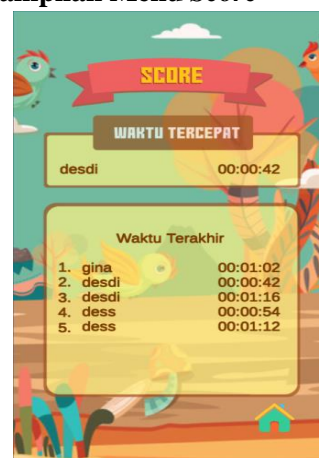 SCORE
WAKTU TERCEPAT
desdi 00:00:42
Waktu Terakhir
1. gina 00:01:02
2. desdi 00:00:42
3. desdi 00:01:16
4. dess 00:00:54
5. dess 00:01:12